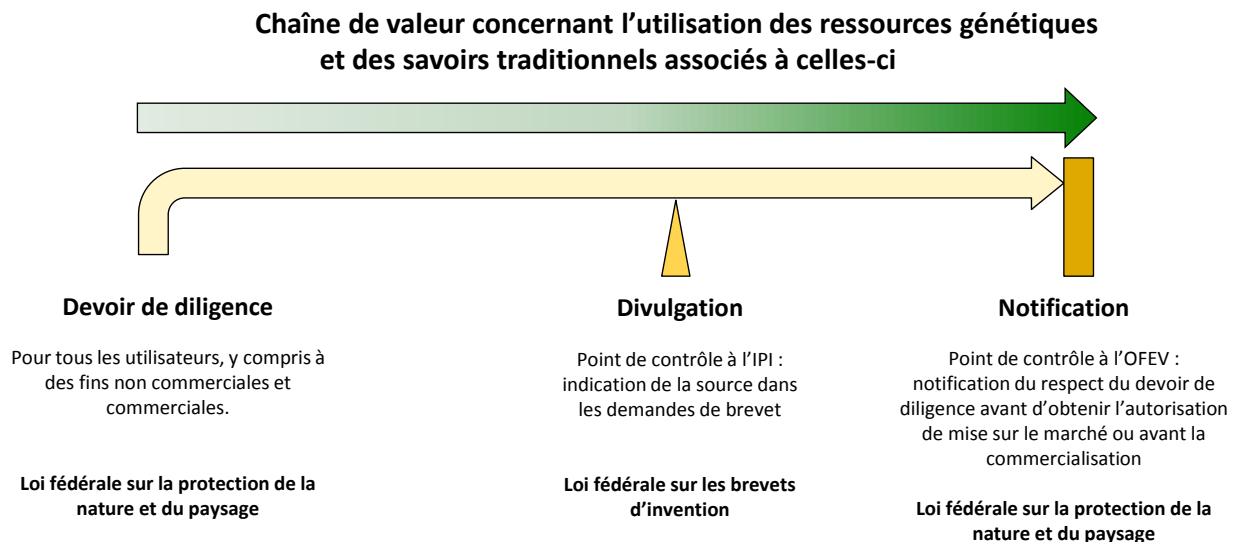 Chaîne de valeur concernant l’utilisation des ressources génétiques
et des savoirs traditionnels associés à celles-ci
Devoir de diligence
Pour tous les utilisateurs, y compris à
des fins non commerciales et
commerciales.
Loi fédérale sur la protection de la
nature et du paysage
Divulgation
Point de contrôle à l’IPI :
indication de la source dans
les demandes de brevet
Loi fédérale sur les brevets
d’invention
Notification
Point de contrôle à l’OFEV :
notification du respect du devoir de
diligence avant d’obtenir l’autorisation
de mise sur le marché ou avant la
commercialisation
Loi fédérale sur la protection de la
nature et du paysage